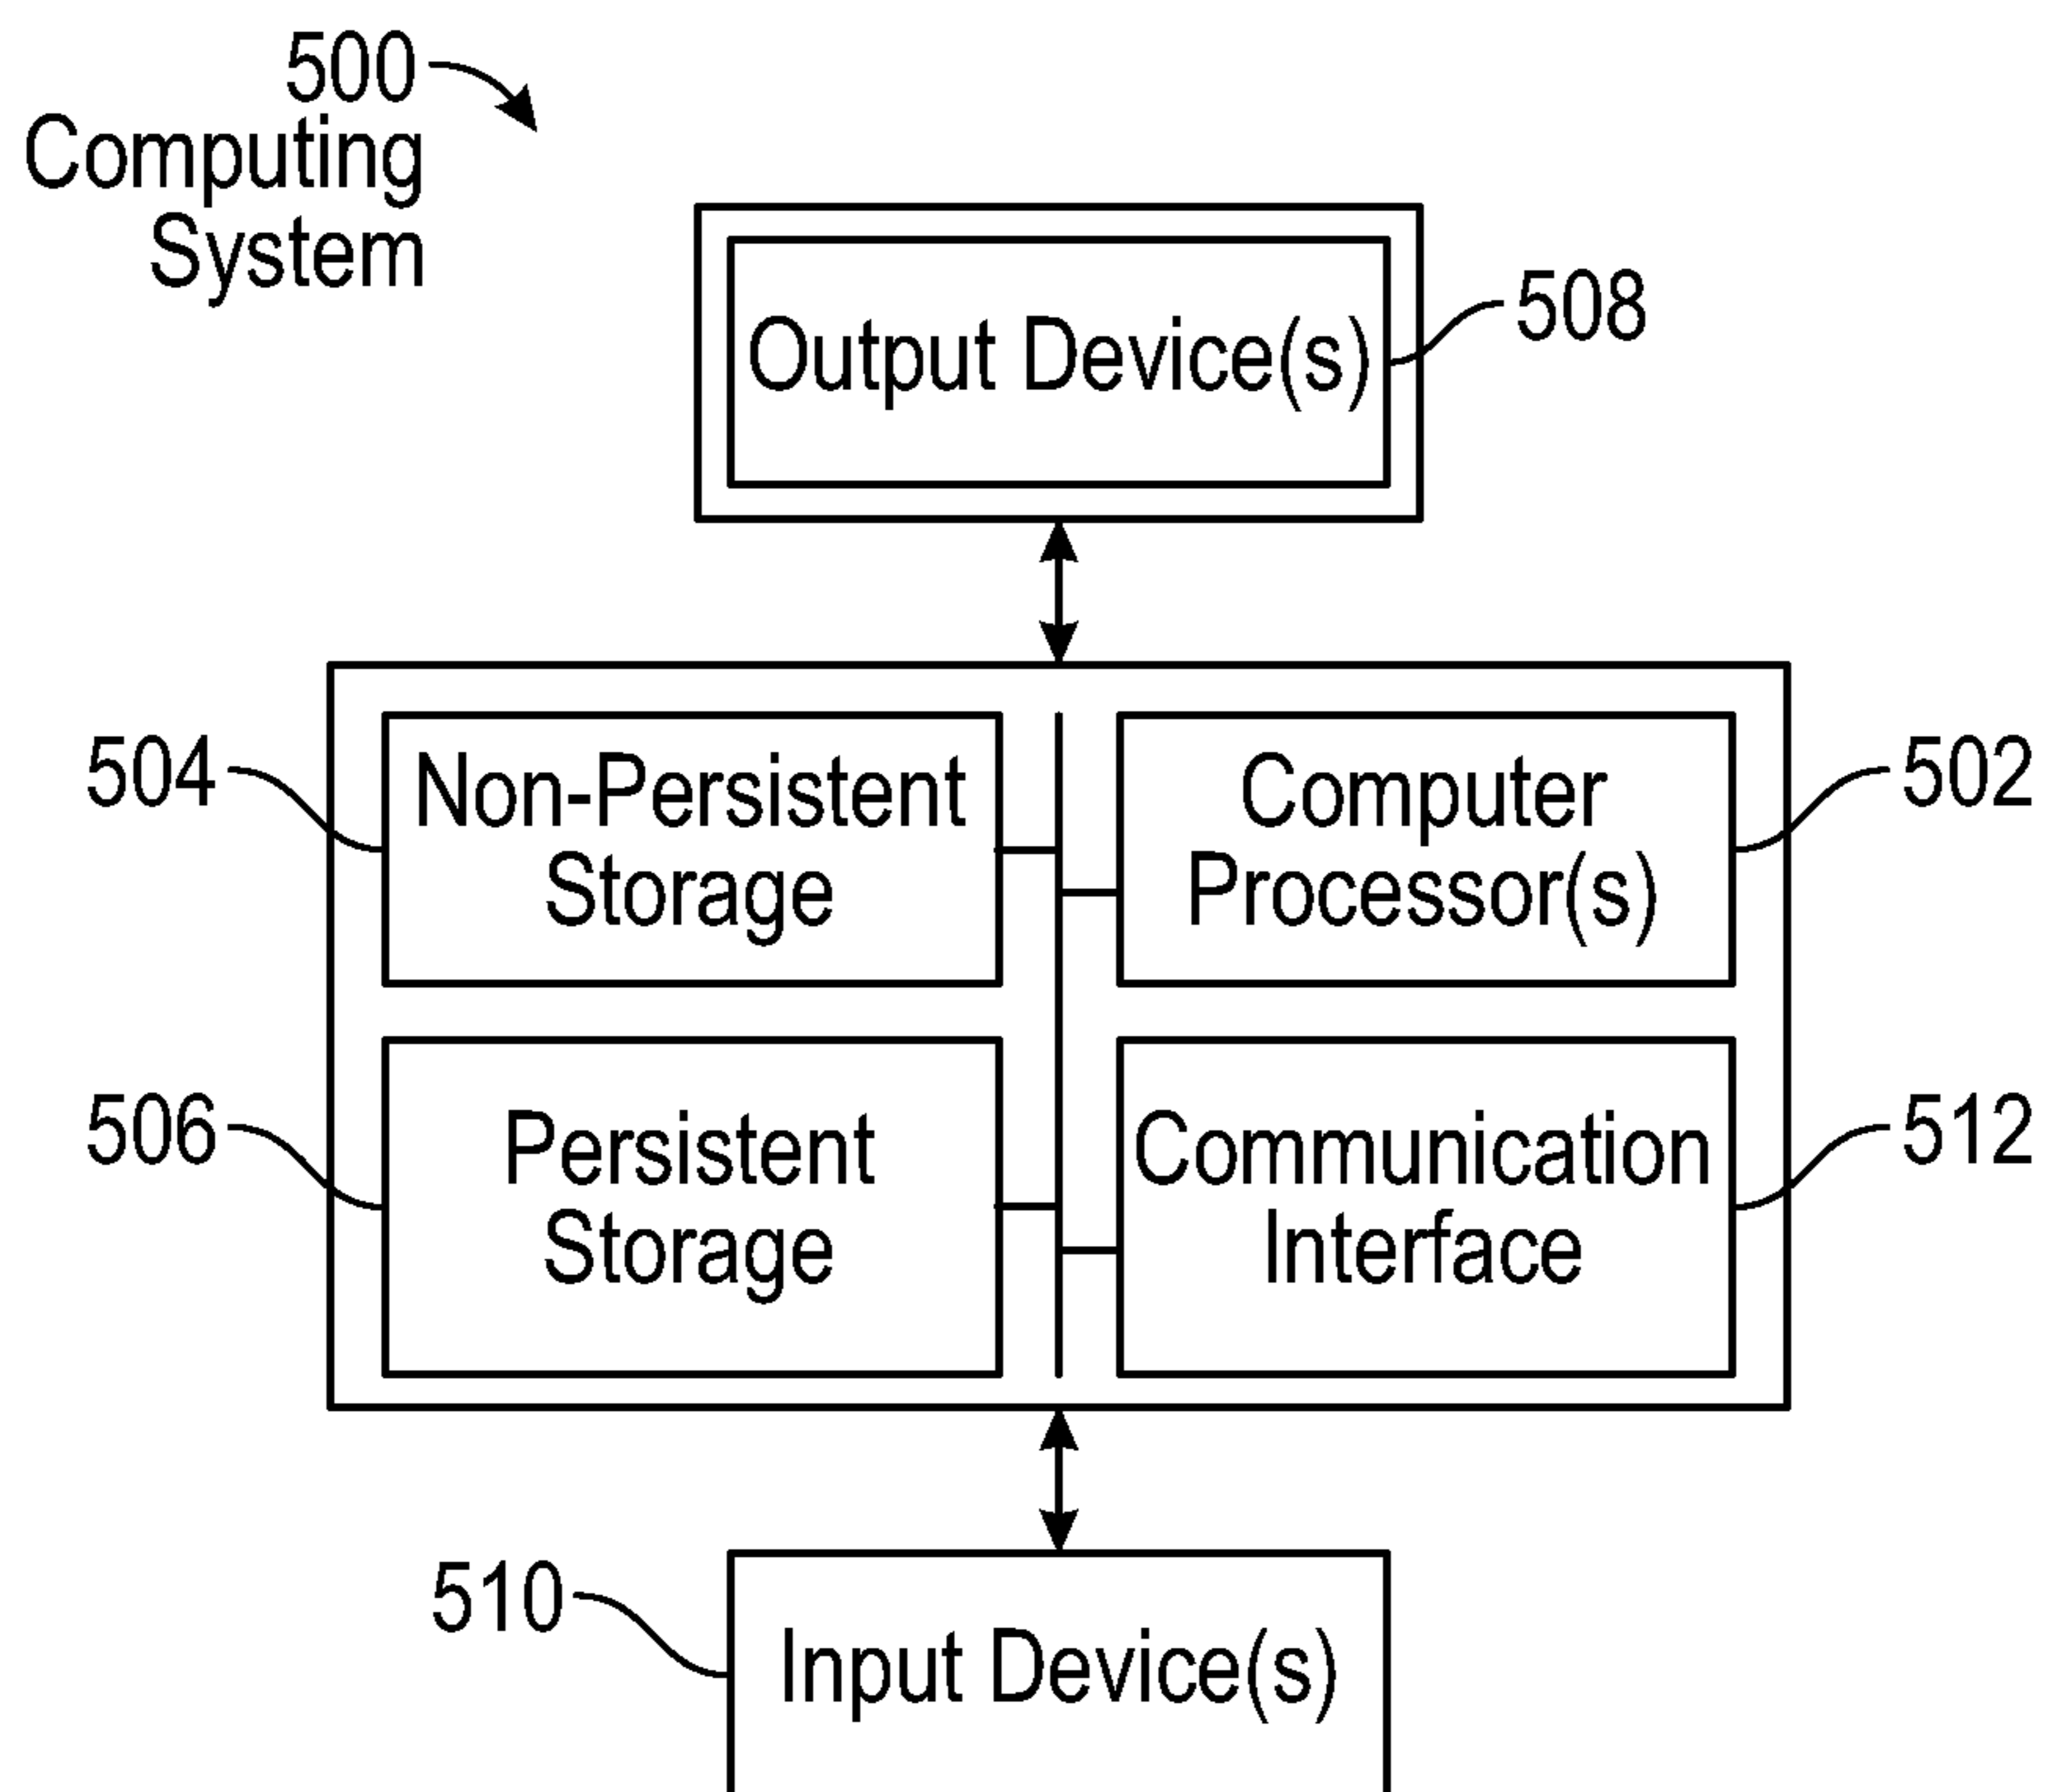 500
Computing
System
Output Device(s)
508
504
Non-Persistent
Storage
Computer
Processor(s)
502
506
Persistent
Storage
Communication
Interface
512
510
Input Device(s)